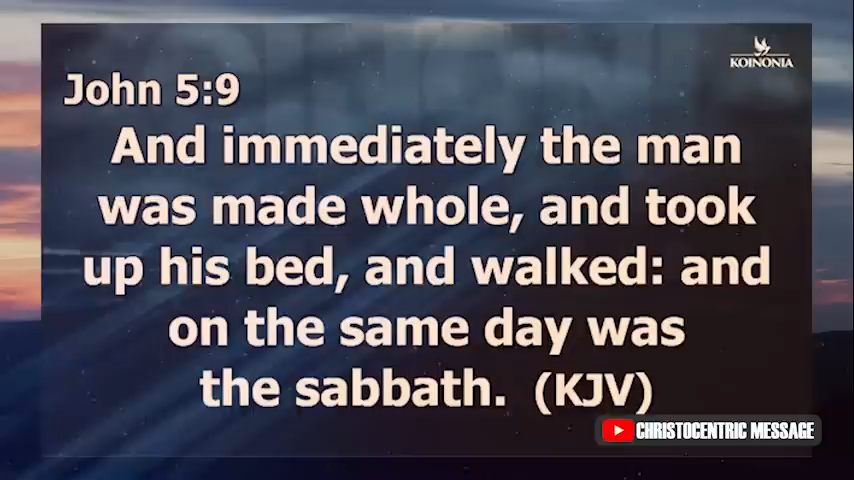 KOINONIA
John 5:9
And immediately the man
was made whole, and took
up his bed, and walked: and
on the same day was
the sabbath. (KJV)
CHRISTOCENTRIC MESSAGE